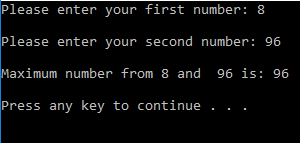 Please enter your first number: 8
Please enter your second number: 96
Maximum number from 8 and  96 is: 96
Press any key to continue . . .